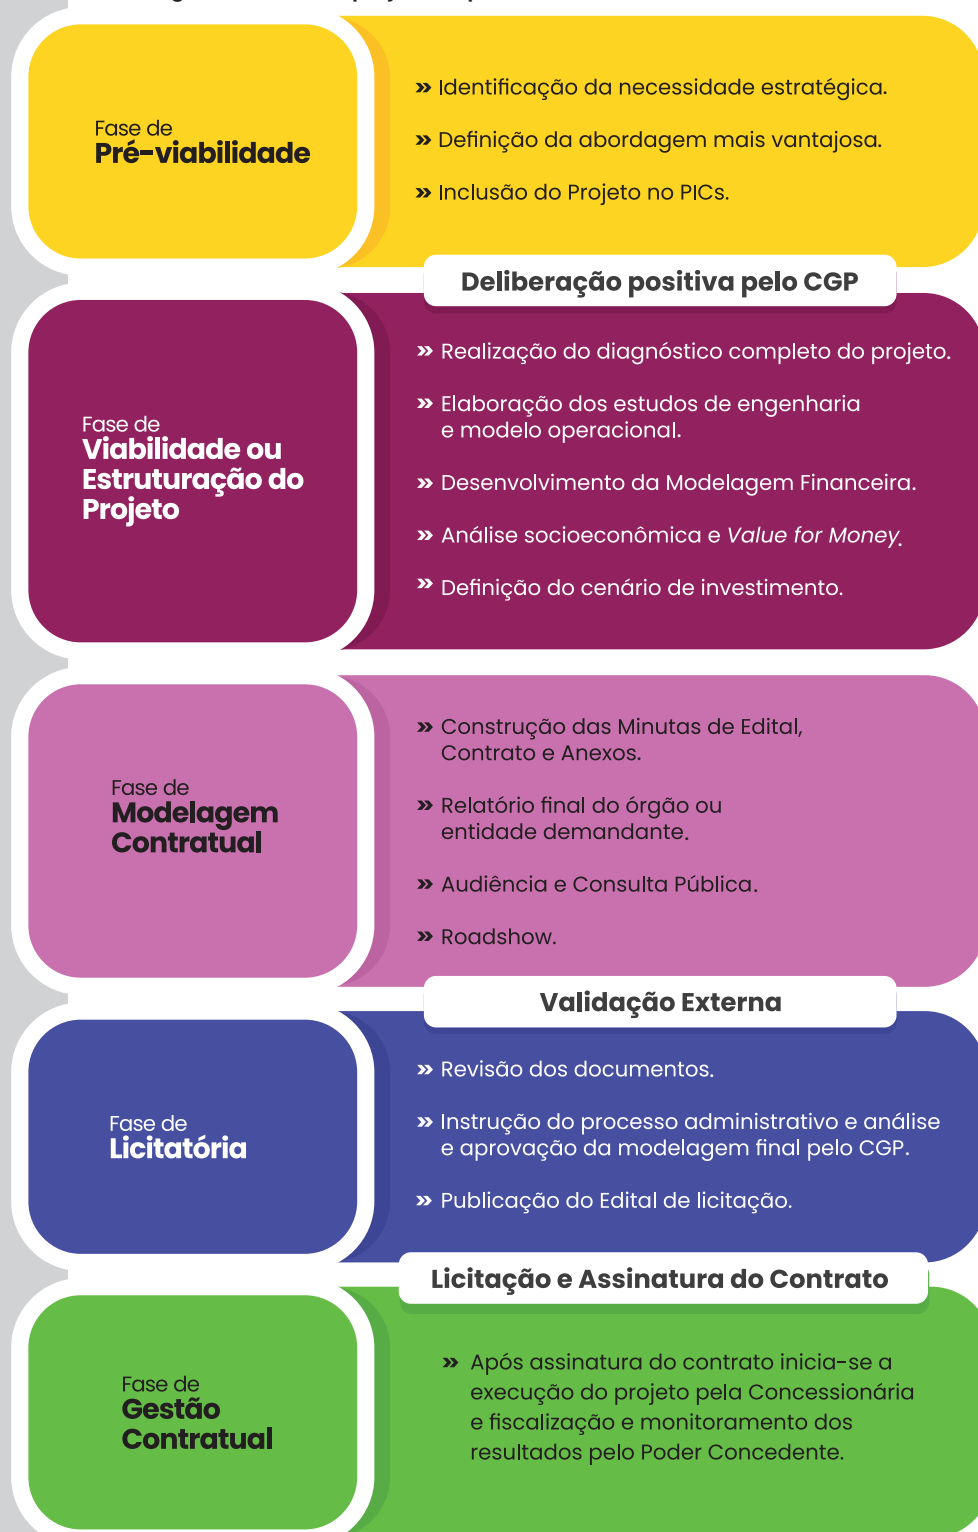 Fase de
Pré-viabilidade
» Identificação da necessidade estratégica.
» Definição da abordagem mais vantajosa.
» Inclusão do Projeto no PICs.
Deliberação positiva pelo CGP
Fase de
Viabilidade ou
Estruturação do
Projeto
» Realização do diagnóstico completo do projeto.
» Elaboração dos estudos de engenharia
e modelo operacional.
» Desenvolvimento da Modelagem Financeira.
» Análise socioeconômica e Value for Money.
» Definição do cenário de investimento.
Fase de
Modelagem
Contratual
» Construção das Minutas de Edital,
Contrato e Anexos.
» Relatório final do órgão ou
entidade demandante.
» Audiência e Consulta Pública.
» Roadshow.
Validação Externa
Fase de
Licitatória
» Revisão dos documentos.
» Instrução do processo administrativo e análise
e aprovação da modelagem final pelo CGP.
» Publicação do Edital de licitação.
Licitação e Assinatura do Contrato
Fase de
Gestão
Contratual
» Após assinatura do contrato inicia-se a
execução do projeto pela Concessionária
e fiscalização e monitoramento dos
resultados pelo Poder Concedente.